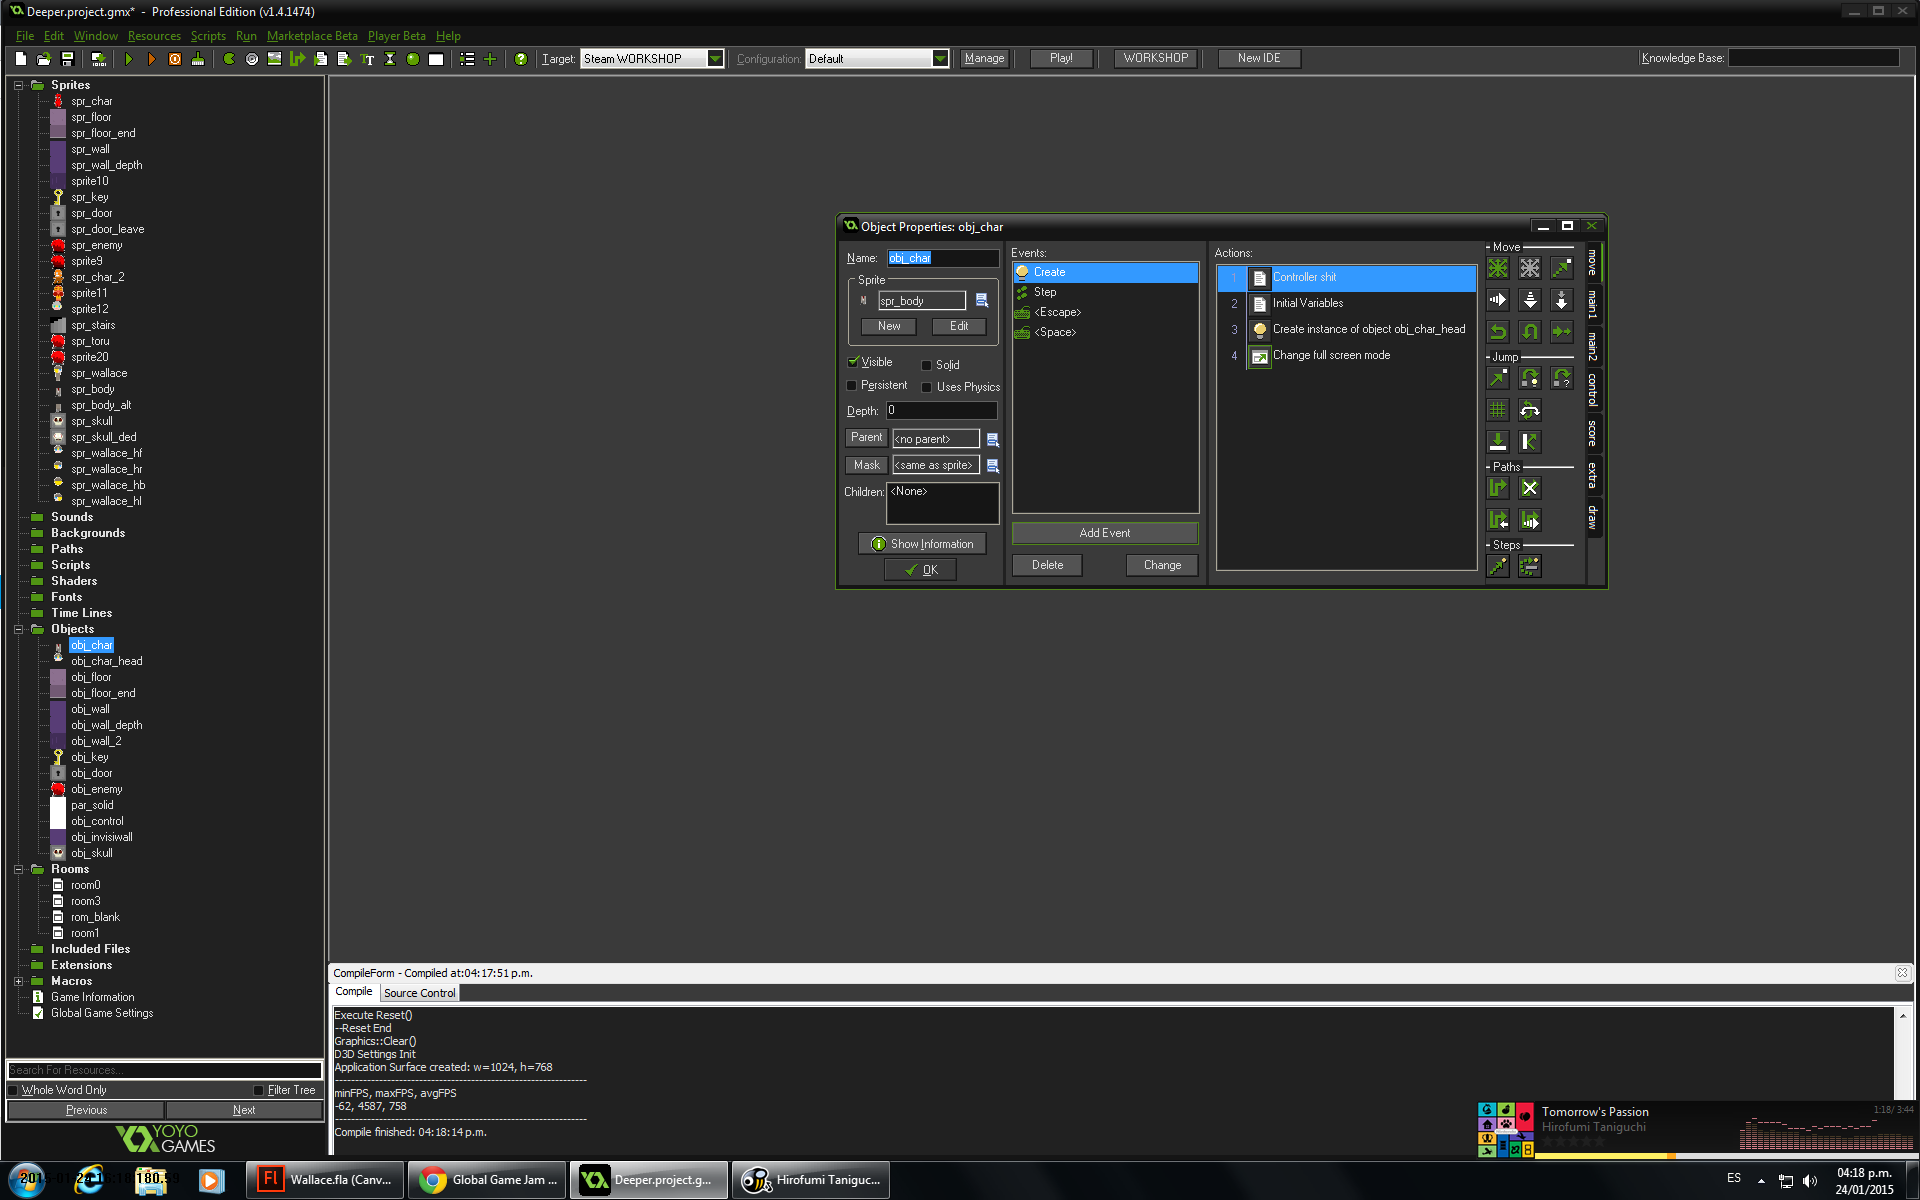 Deeper.project.gmx* - Professional Edition (v1.4.1474)
File Edit Window Resources Scripts Run Marketplace Beta Player Beta Help
Target: Steam WORKSHOP Configuration: Default Manage Play! WORKSHOP New IDE Knowledge Base:
Sprites
spr_char
spr_floor
spr_floor_end
spr_wall
spr_wall_depth
sprite10
spr_key
spr_door
spr_door_leave
spr_enemy
sprite9
spr_char_2
sprite11
sprite12
spr_stairs
spr_toru
sprite20
spr_wallace
spr_body
spr_body_alt
spr_skull
spr_skull_ded
spr_wallace_hf
spr_wallace_hr
spr_wallace_hb
spr_wallace_hl
Sounds
Backgrounds
Paths
Scripts
Shaders
Fonts
Time Lines
Objects
obj_char
obj_char_head
obj_floor
obj_floor_end
obj_wall
obj_wall_depth
obj_wall_2
obj_key
obj_door
obj_enemy
par_solid
obj_control
obj_invisiwall
obj_skull
Rooms
room0
room3
rom_blank
room1
Included Files
Extensions
Macros
Game Information
Global Game Settings
Search For Resources...
Whole Word Only Filter Tree
Previous Next
YOYO
GAMES
Object Properties: obj_char
Name: obj_char
Sprite
spr_body
New Edit
Visible Solid
Persistent Uses Physics
Depth: 0
Parent <no parent>
Mask <same as sprite>
Children: <None>
Show Information
OK
Events:
Create
Step
<Escape>
<Space>
Add Event
Delete Change
Actions:
1 Controller shit
2 Initial Variables
3 Create instance of object obj_char_head
4 Change full screen mode
Move
Jump
Paths
Steps
move
main1
main2
control
score
extra
draw
CompileForm - Compiled at:04:17:51 p.m.
Compile Source Control
Execute Reset()
--Reset End
Graphics::Clear()
D3D Settings Init
Application Surface created: w=1024, h=768
minFPS, maxFPS, avgFPS
-62, 4587, 758
Compile finished: 04:18:14 p.m.
Tomorrow's Passion 1:18/ 3:44
Hirofumi Taniguchi
Wallace.fla (Canv... Global Game Jam ... Deeper.project.g... Hirofumi Taniguc...
ES 04:18 p.m.
24/01/2015